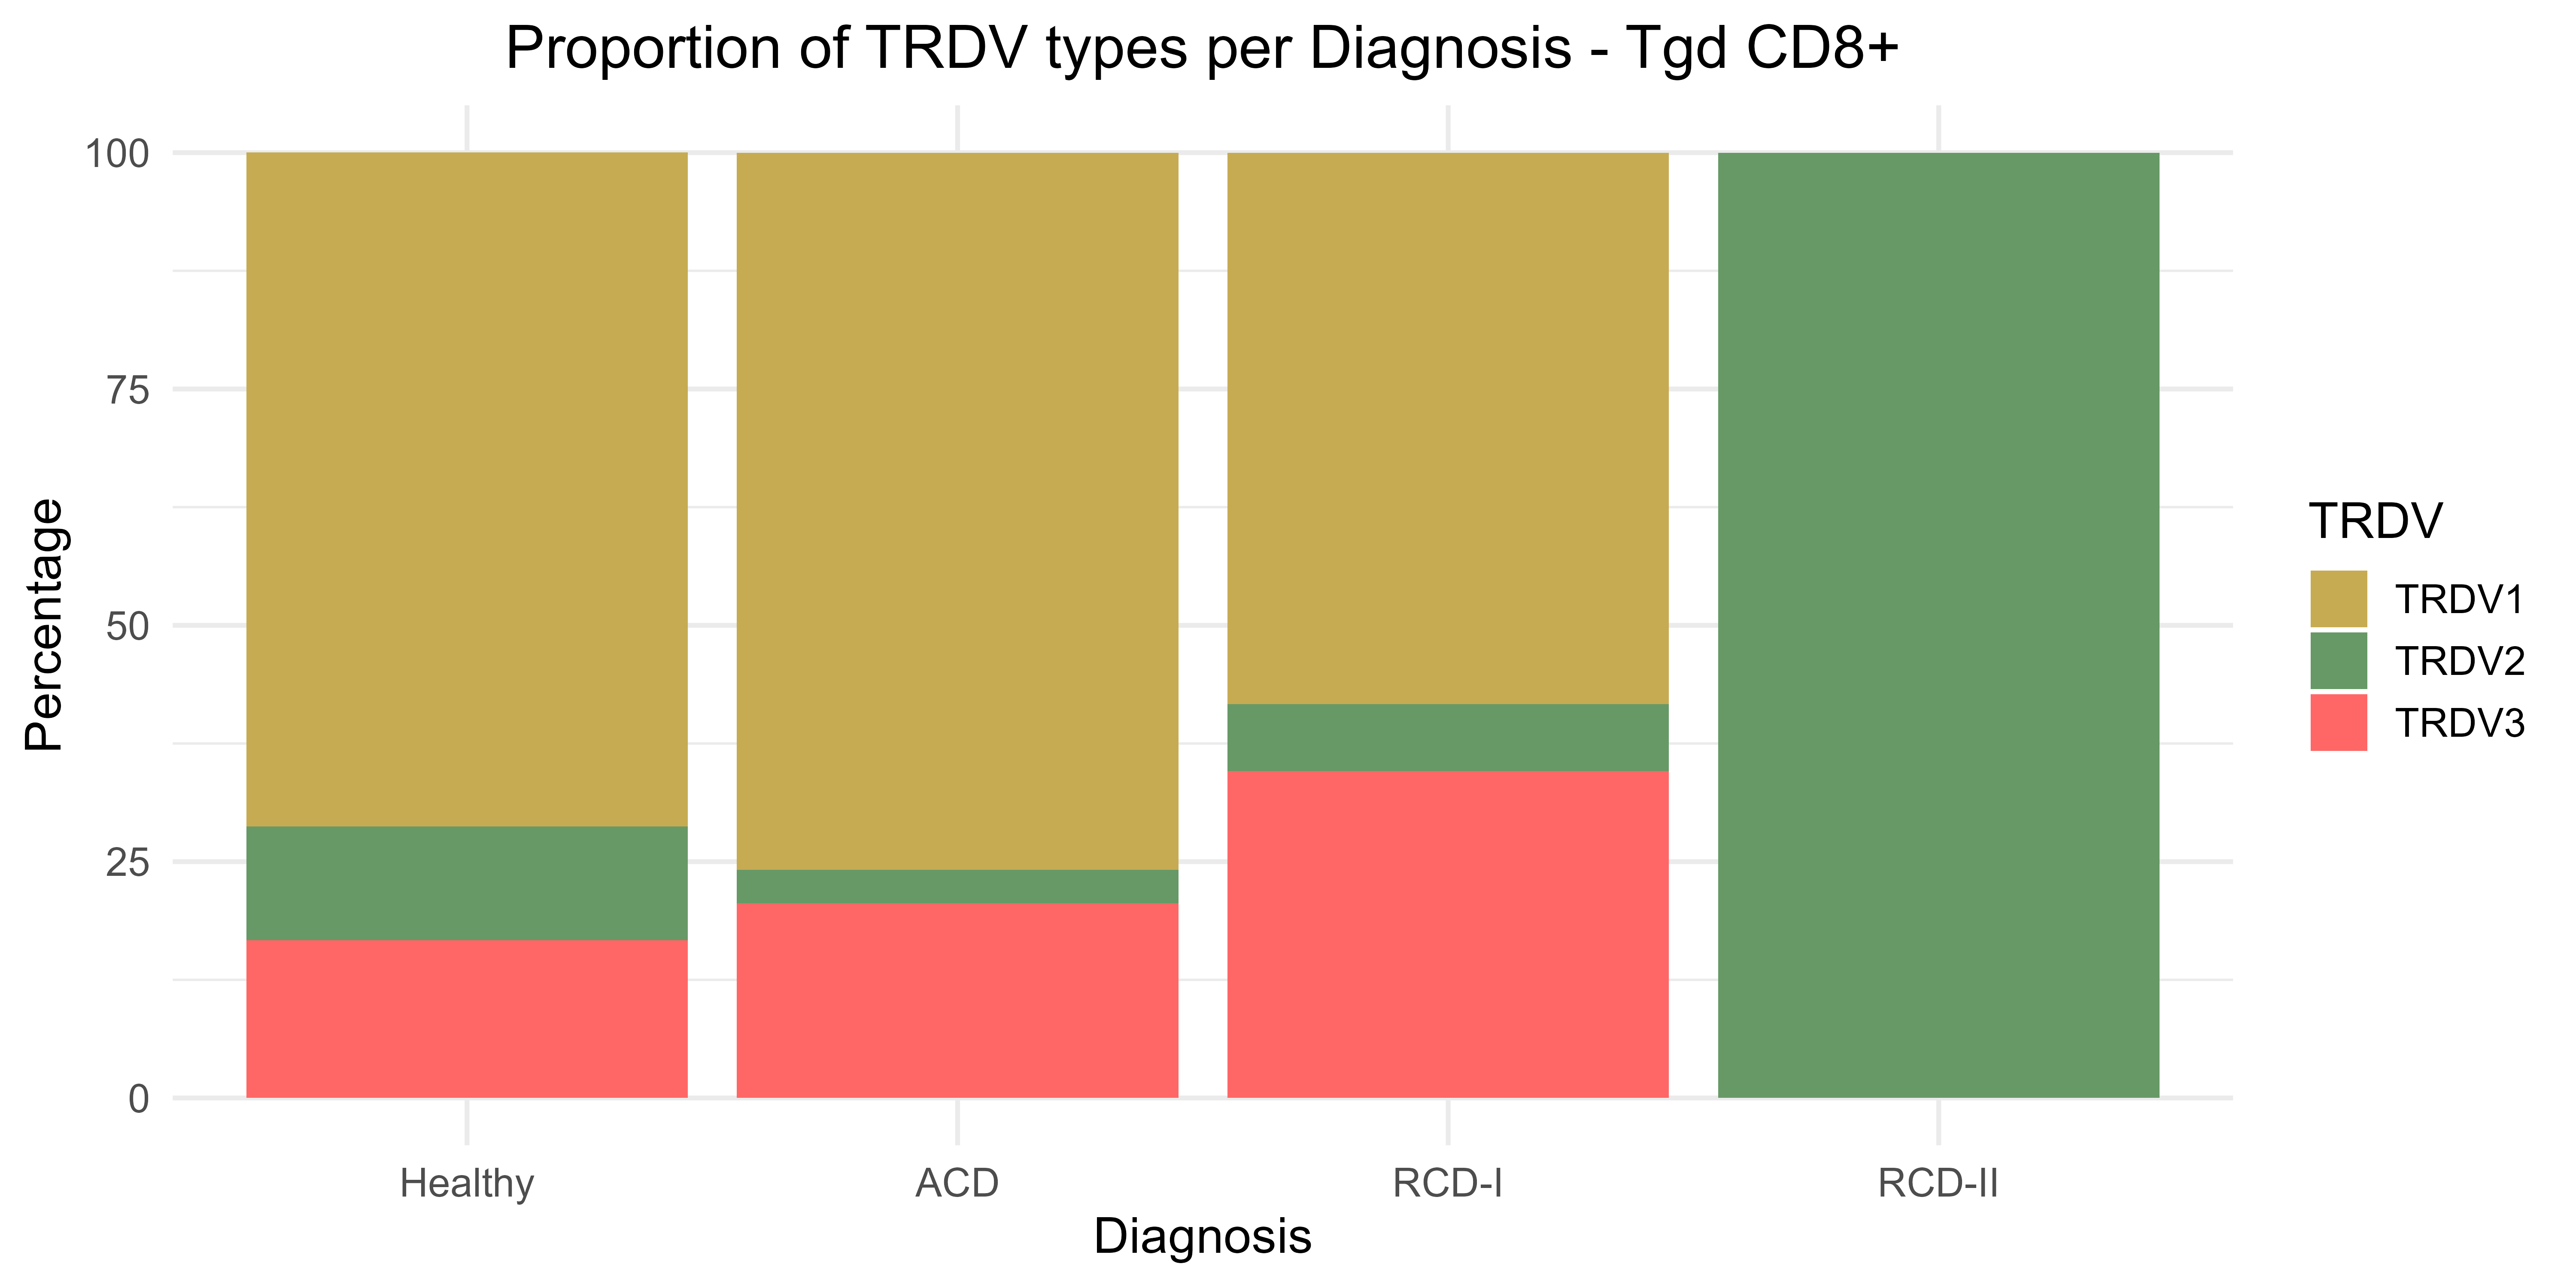 Proportion of TRDV types per Diagnosis - Tgd CD8+
Percentage
100
75
50
25
0
Healthy
ACD
RCD-I
RCD-II
Diagnosis
TRDV
TRDV1
TRDV2
TRDV3